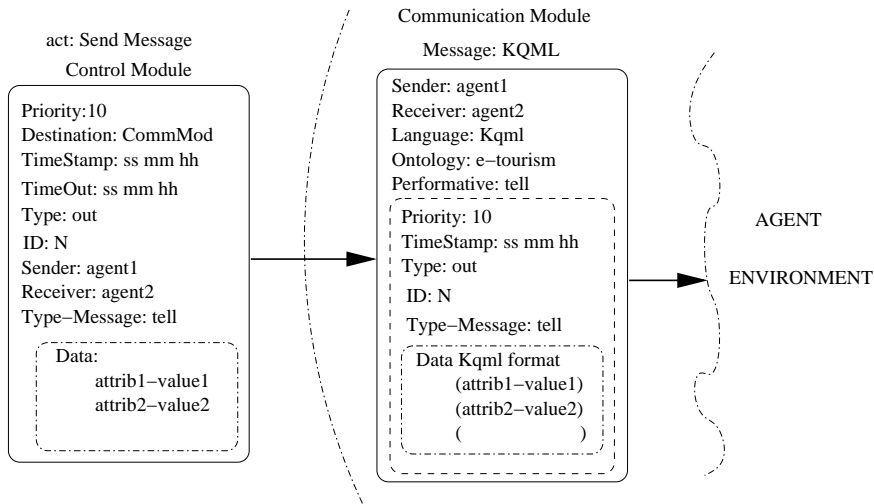 act: Send Message
Control Module
Priority:10
Destination: CommMod
TimeStamp: ss mm hh
TimeOut: ss mm hh
Type: out
ID: N
Sender: agent1
Receiver: agent2
Type−Message: tell
Data:
attrib1−value1
attrib2−value2
Communication Module
Message: KQML
Sender: agent1
Receiver: agent2
Language: Kqml
Ontology: e−tourism
Performative: tell
Priority: 10
TimeStamp: ss mm hh
Type: out
ID: N
Type−Message: tell
Data Kqml format
(attrib1−value1)
(attrib2−value2)
( )
AGENT
ENVIRONMENT